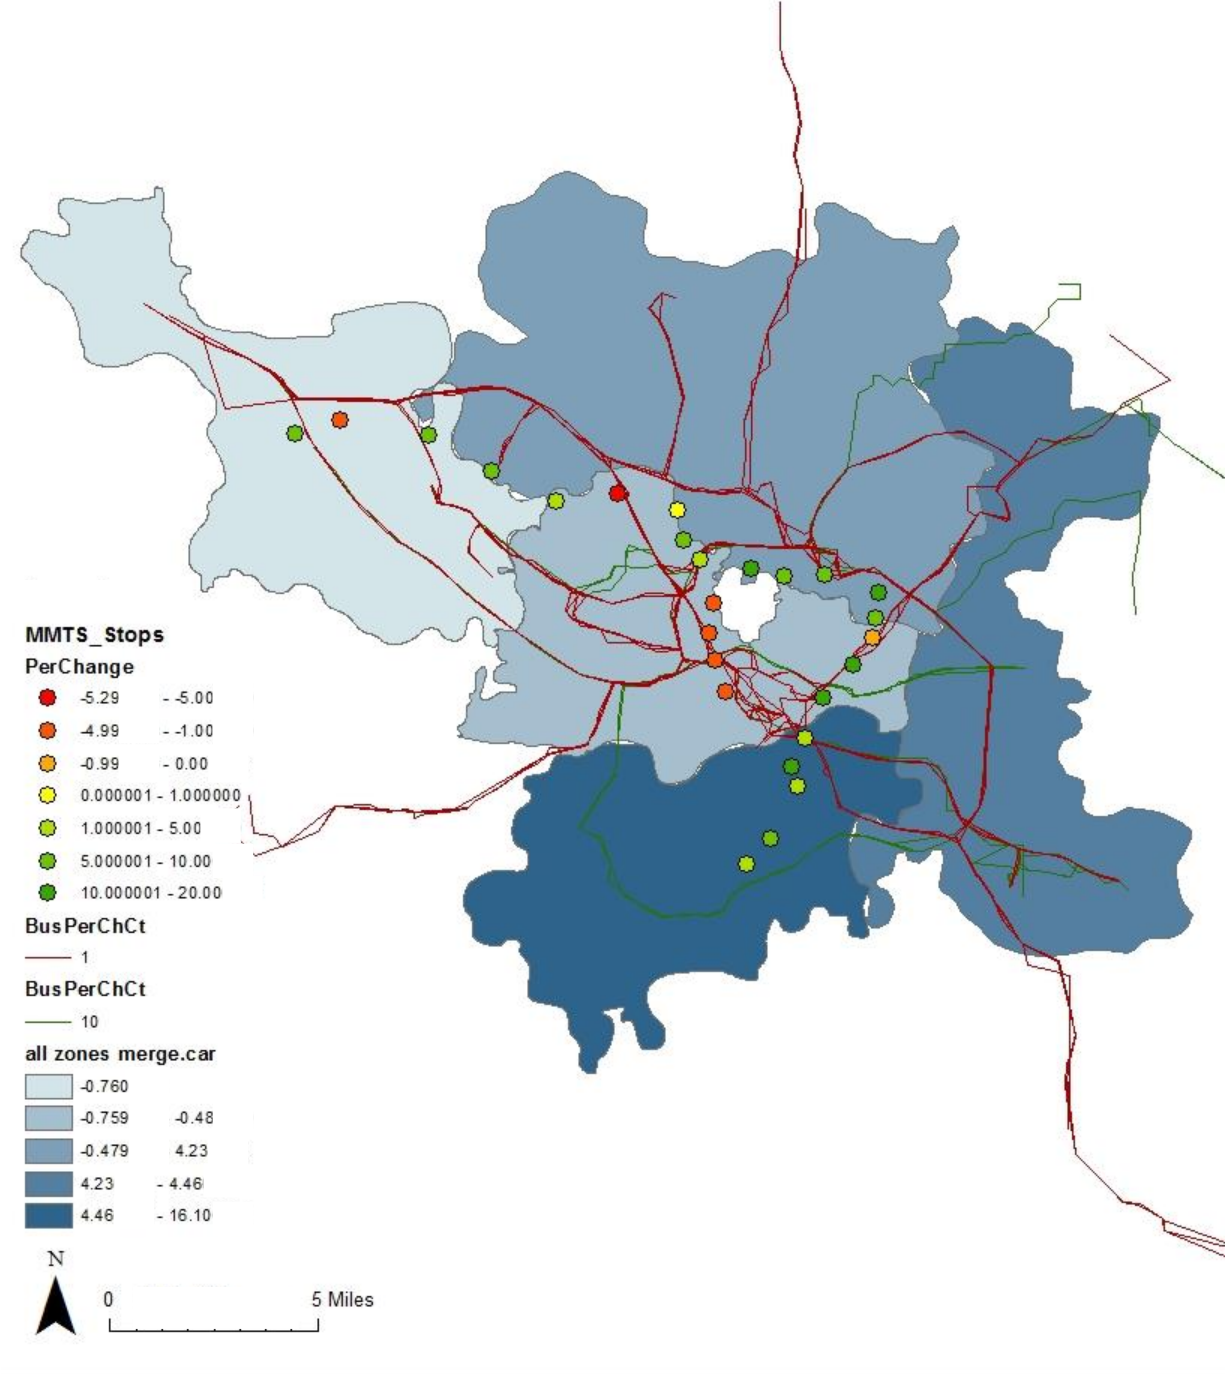 MMTS_Stops
PerChange
-5.29 - -5.00
-4.99 - -1.00
-0.99 - 0.00
0.000001 - 1.000000
1.000001 - 5.00
5.000001 - 10.00
10.000001 - 20.00
BusPerChCt
1
BusPerChCt
10
all zones merge.car
-0.760
-0.759 -0.48
-0.479 4.23
4.23 - 4.46
4.46 - 16.10
N
0 5 Miles